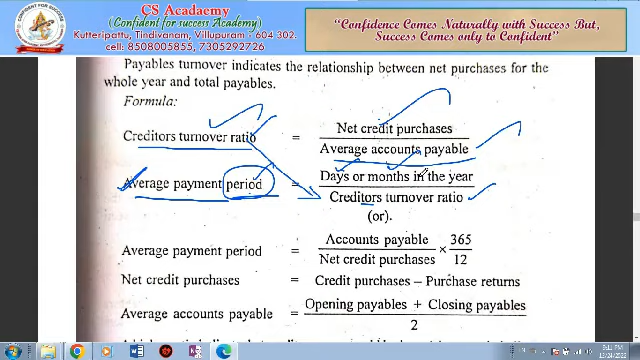 CS Acadaemy
(Confident for success Academy)
Kutteripattu, Tindivanam, Villupuram - 604 302.
cell: 8508005855, 7305292726
"Confidence Comes Naturally with Success But,
Success Comes only to Confident"
CONFIDENT FOR SUCCESS
Payables turnover indicates the relationship between net purchases for the
whole year and total payables.
Formula:
Creditors turnover ratio = Net credit purchases
Average accounts payable
Average payment period = Days or months in the year
Creditors turnover ratio
(or).
Average payment period = Accounts payable × 365
Net credit purchases 12
Net credit purchases = Credit purchases – Purchase returns
Average accounts payable = Opening payables + Closing payables
2